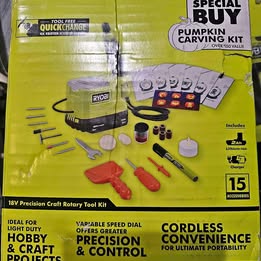 SPECIAL
BUY
PUMPKIN
CARVING KIT
TOOL FREE
QUICKCHANGE
RYOBI
Includes
Charger
15
ACCESSORIES
18V Precision Craft Rotary Tool Kit
IDEAL FOR
LIGHT DUTY
HOBBY
& CRAFT
PROJECTS
VARIABLE SPEED DIAL
OFFERS GREATER
PRECISION
& CONTROL
CORDLESS
CONVENIENCE
FOR ULTIMATE PORTABILITY